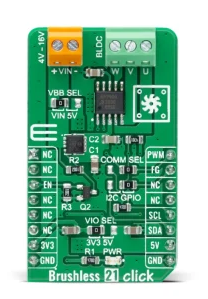 4V - 16V
BLDC
+ VIN -
W V U
VBB SEL
VIN 5V
C2
C1
R2
COMM SEL
NC PWM
NC FG
EN NC
NC NC
R3 Q2
I2C GPIO
NC SCL
NC SDA
VIO SEL
3V3 5V
3V3 5V
R1 PWR
GND GND
Brushless 21 click